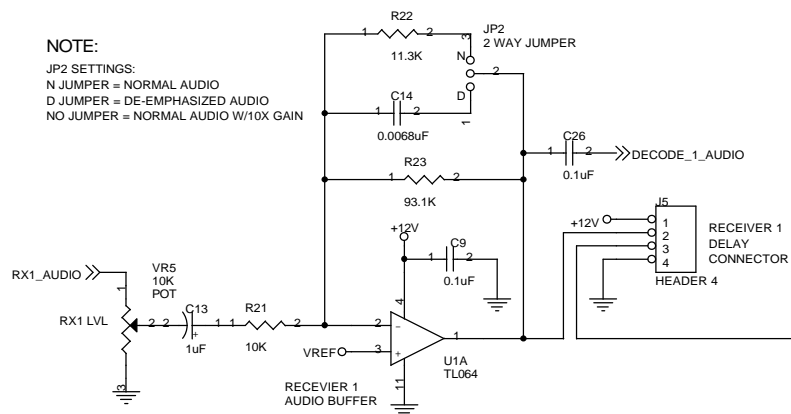 NOTE:
JP2 SETTINGS:
N JUMPER = NORMAL AUDIO
D JUMPER = DE-EMPHASIZED AUDIO
NO JUMPER = NORMAL AUDIO W/10X GAIN
R22
1
2
11.3K
JP2
2 WAY JUMPER
3
N
2
D
1
C14
1
2
0.0068uF
R23
1
2
93.1K
C26
1
2
0.1uF
DECODE_1_AUDIO
+12V
C9
1
2
0.1uF
J5
+12V
1
2
3
4
HEADER 4
RECEIVER 1
DELAY
CONNECTOR
RX1_AUDIO
VR5
10K
POT
1
RX1 LVL
2
3
C13
2
1
+
1uF
R21
1
2
10K
4
2
−
1
VREF
3
+
11
U1A
TL064
RECEVIER 1
AUDIO BUFFER